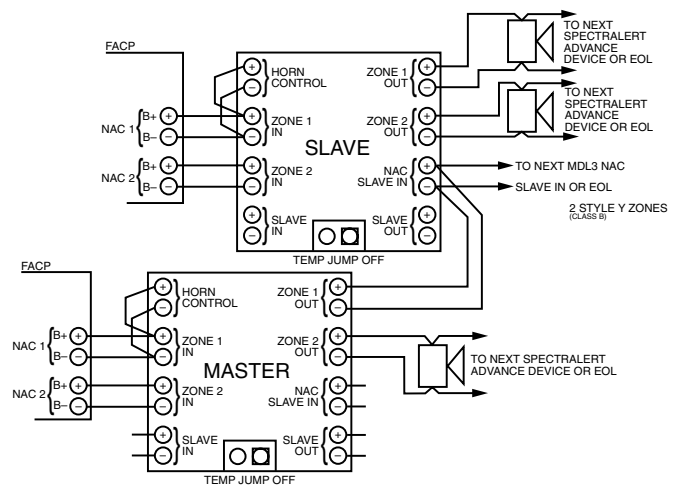 TO NEXT
SPECTRALERT
ADVANCE
DEVICE OR EOL
FACP
+
−
HORN
CONTROL
ZONE 1
OUT
+
−
TO NEXT
SPECTRALERT
ADVANCE
DEVICE OR EOL
NAC 1
B+ +
B− −
+
−
ZONE 1
IN
SLAVE
ZONE 2
OUT
+
−
NAC 2
B+ +
B− −
+
−
ZONE 2
IN
NAC
SLAVE IN
+
−
TO NEXT MDL3 NAC
SLAVE IN OR EOL
2 STYLE Y ZONES
(CLASS B)
+
−
SLAVE
IN
SLAVE
OUT
+
−
TEMP JUMP OFF
FACP
+
−
HORN
CONTROL
ZONE 1
OUT
+
−
NAC 1
B+ +
B− −
+
−
ZONE 1
IN
MASTER
ZONE 2
OUT
+
−
TO NEXT SPECTRALERT
ADVANCE DEVICE OR EOL
NAC 2
B+ +
B− −
+
−
ZONE 2
IN
NAC
SLAVE IN
+
−
+
−
SLAVE
IN
SLAVE
OUT
+
−
TEMP JUMP OFF